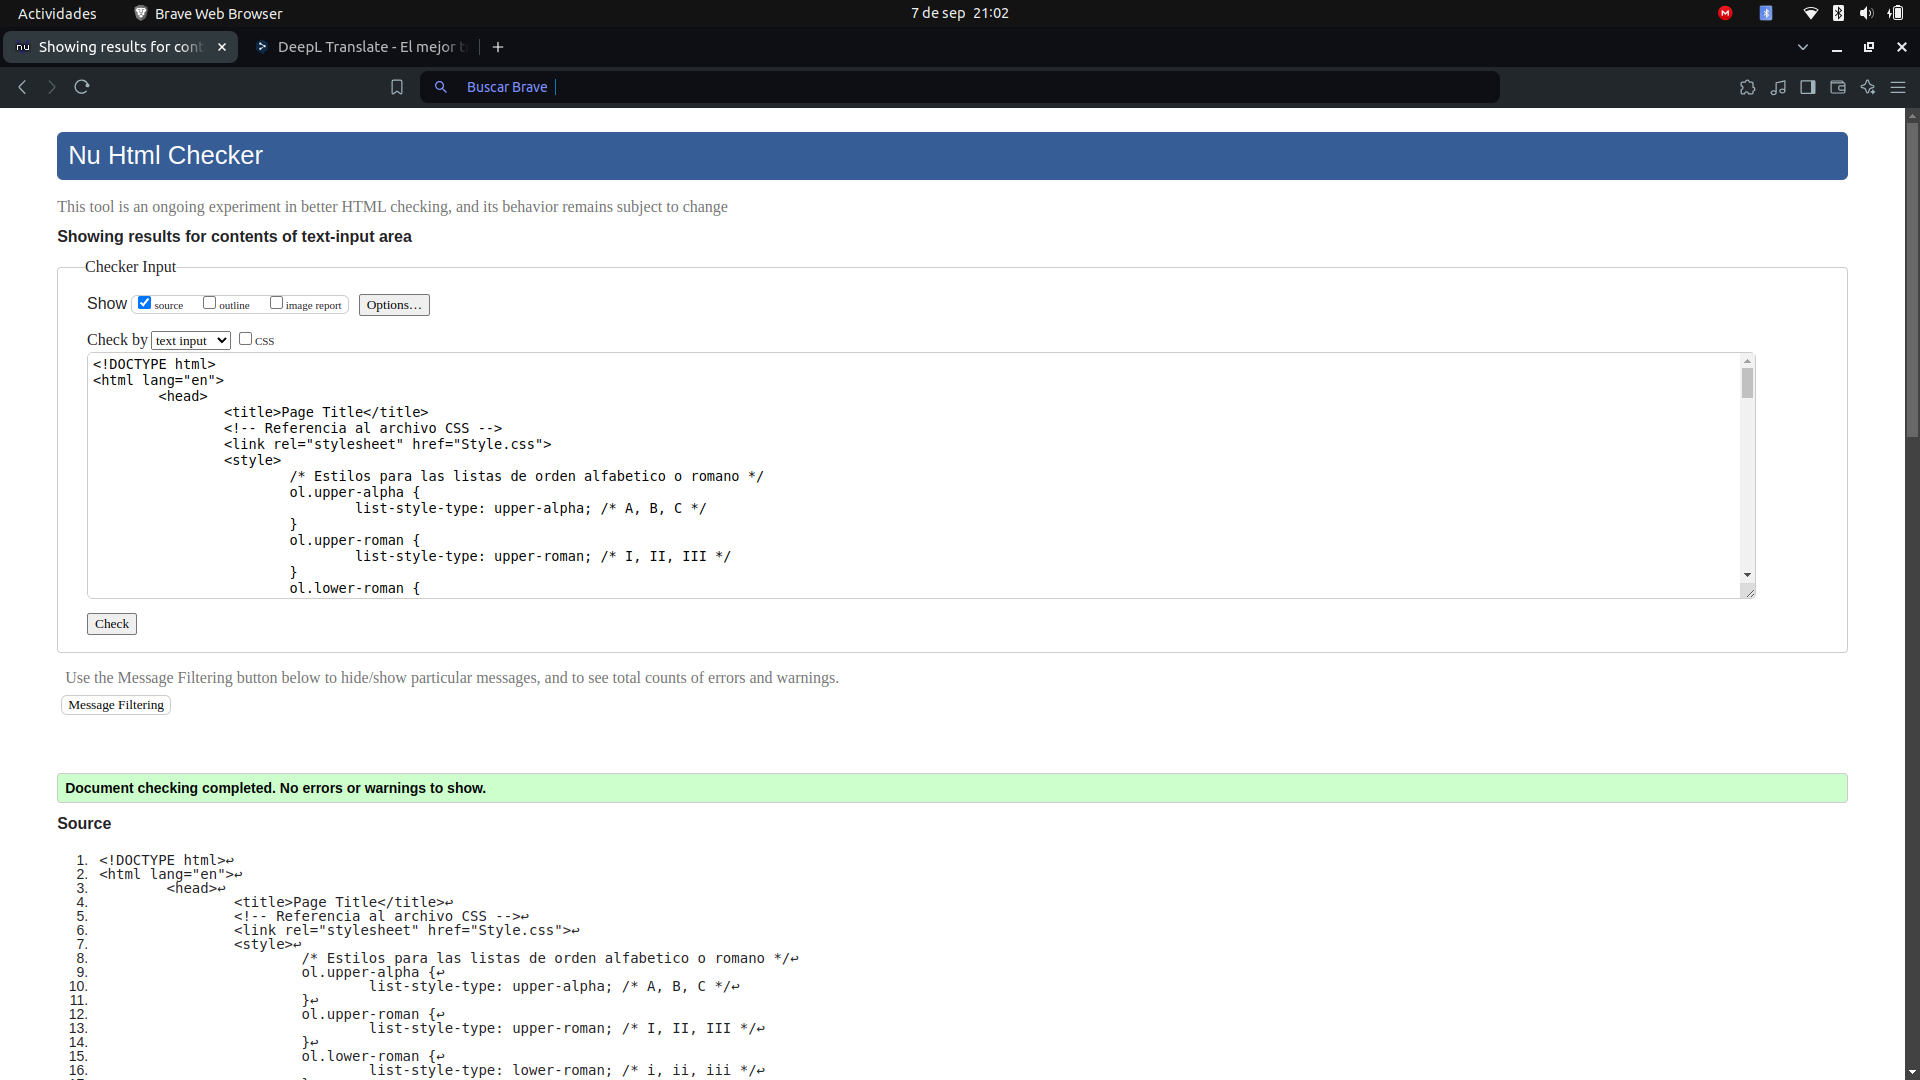 Actividades Brave Web Browser 7 de sep 21:02
Showing results for cont DeepL Translate - El mejor
Buscar Brave
Nu Html Checker
This tool is an ongoing experiment in better HTML checking, and its behavior remains subject to change
Showing results for contents of text-input area
Checker Input
Show source outline image report Options…
Check by text input CSS
<!DOCTYPE html>
<html lang="en">
<head>
<title>Page Title</title>
<!-- Referencia al archivo CSS -->
<link rel="stylesheet" href="Style.css">
<style>
/* Estilos para las listas de orden alfabetico o romano */
ol.upper-alpha {
list-style-type: upper-alpha; /* A, B, C */
}
ol.upper-roman {
list-style-type: upper-roman; /* I, II, III */
}
ol.lower-roman {
Check
Use the Message Filtering button below to hide/show particular messages, and to see total counts of errors and warnings.
Message Filtering
Document checking completed. No errors or warnings to show.
Source
1. <!DOCTYPE html>↩
2. <html lang="en">↩
3. <head>↩
4. <title>Page Title</title>↩
5. <!-- Referencia al archivo CSS -->↩
6. <link rel="stylesheet" href="Style.css">↩
7. <style>↩
8. /* Estilos para las listas de orden alfabetico o romano */↩
9. ol.upper-alpha {↩
10. list-style-type: upper-alpha; /* A, B, C */↩
11. }↩
12. ol.upper-roman {↩
13. list-style-type: upper-roman; /* I, II, III */↩
14. }↩
15. ol.lower-roman {↩
16. list-style-type: lower-roman; /* i, ii, iii */↩